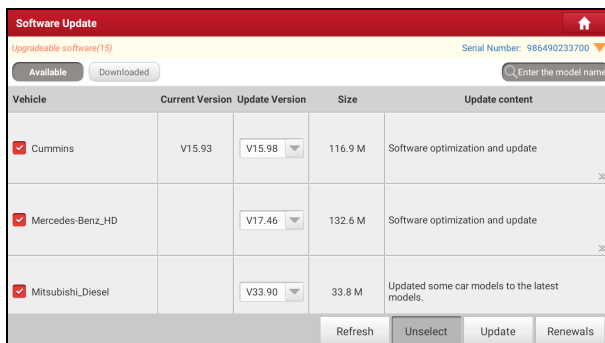 Software Update
Upgradeable software(15)
Serial Number: 986490233700
Available
Downloaded
Enter the model name
Vehicle
Current Version
Update Version
Size
Update content
Cummins
V15.93
V15.98
116.9 M
Software optimization and update
Mercedes-Benz_HD
V17.46
132.6 M
Software optimization and update
Mitsubishi_Diesel
V33.90
33.8 M
Updated some car models to the latest
models.
Refresh
Unselect
Update
Renewals